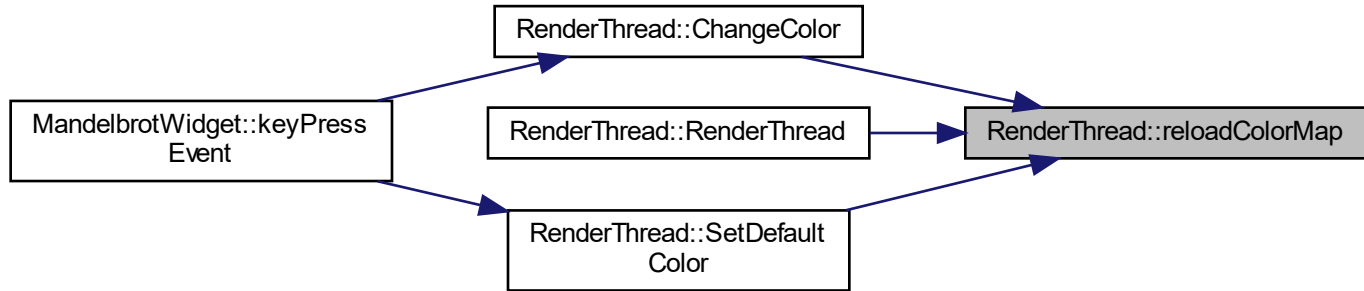 RenderThread::ChangeColor
MandelbrotWidget::keyPress
Event
RenderThread::RenderThread
RenderThread::reloadColorMap
RenderThread::SetDefault
Color